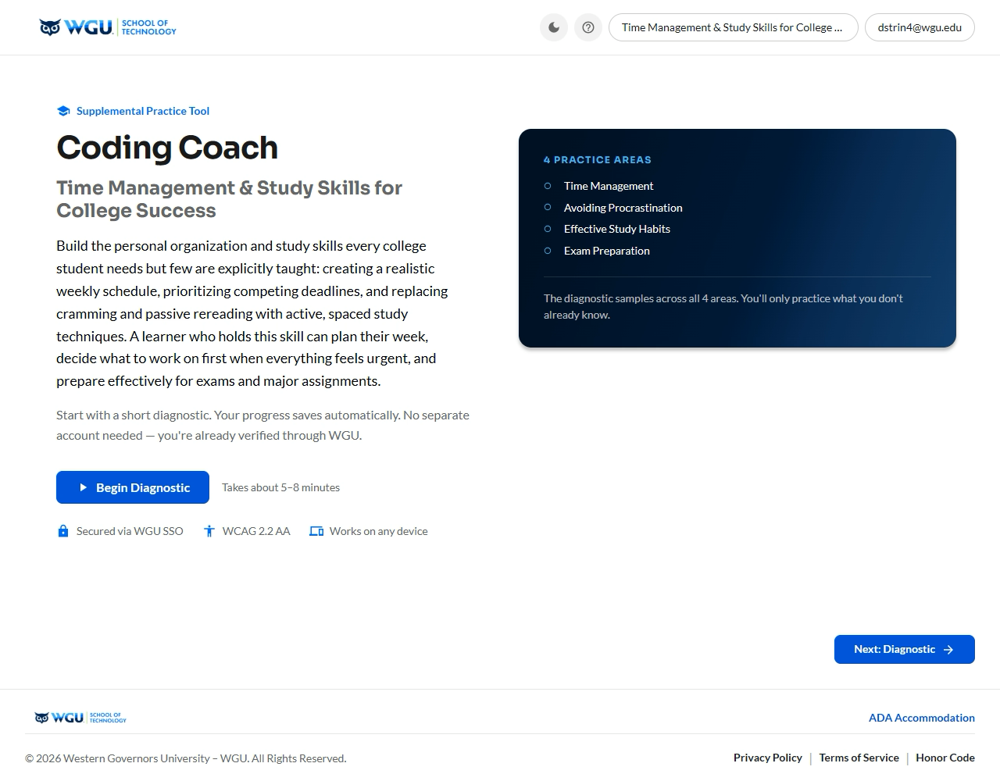 WGU SCHOOL OF TECHNOLOGY
Time Management & Study Skills for College ...
dstrin4@wgu.edu
Supplemental Practice Tool
Coding Coach
Time Management & Study Skills for
College Success
Build the personal organization and study skills every college
student needs but few are explicitly taught: creating a realistic
weekly schedule, prioritizing competing deadlines, and replacing
cramming and passive rereading with active, spaced study
techniques. A learner who holds this skill can plan their week,
decide what to work on first when everything feels urgent, and
prepare effectively for exams and major assignments.
Start with a short diagnostic. Your progress saves automatically. No separate
account needed — you're already verified through WGU.
Begin Diagnostic
Takes about 5–8 minutes
Secured via WGU SSO
WCAG 2.2 AA
Works on any device
4 PRACTICE AREAS
Time Management
Avoiding Procrastination
Effective Study Habits
Exam Preparation
The diagnostic samples across all 4 areas. You'll only practice what you don't
already know.
Next: Diagnostic
WGU SCHOOL OF TECHNOLOGY
ADA Accommodation
© 2026 Western Governors University – WGU. All Rights Reserved.
Privacy Policy | Terms of Service | Honor Code